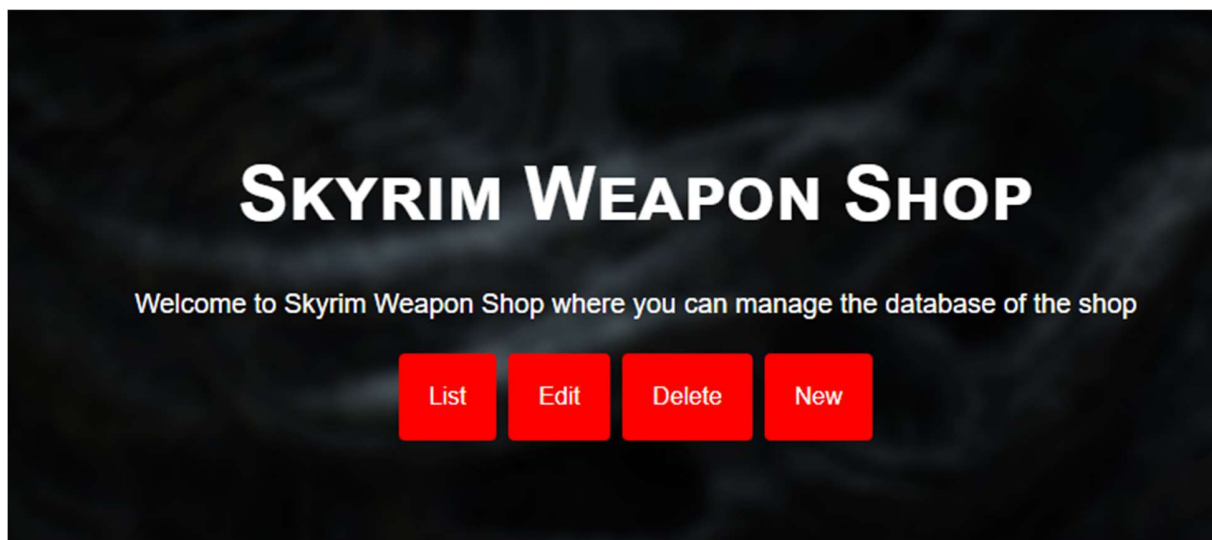 Skyrim Weapon Shop
Welcome to Skyrim Weapon Shop where you can manage the database of the shop
List Edit Delete New